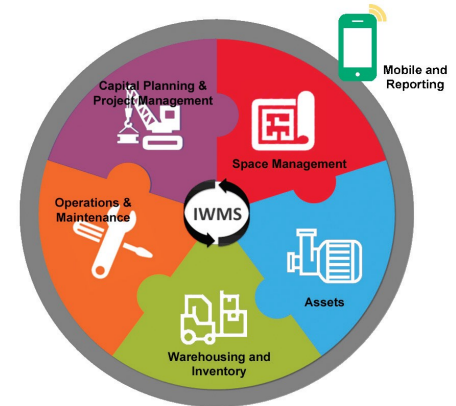 Mobile and
Reporting
Capital Planning &
Project Management
Space Management
Operations &
Maintenance
IWMS
Assets
Warehousing and
Inventory